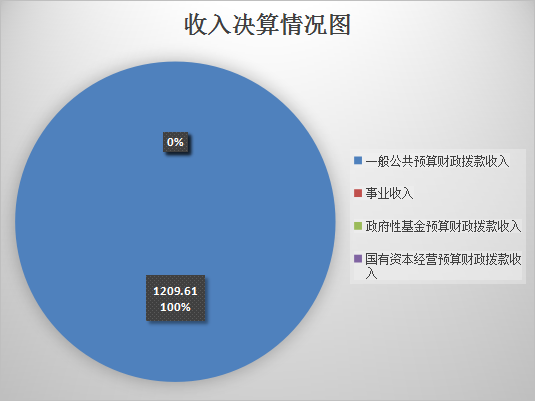 收入决算情况图
0%
1209.61
100%
一般公共预算财政拨款收入
事业收入
政府性基金预算财政拨款收入
国有资本经营预算财政拨款收
入